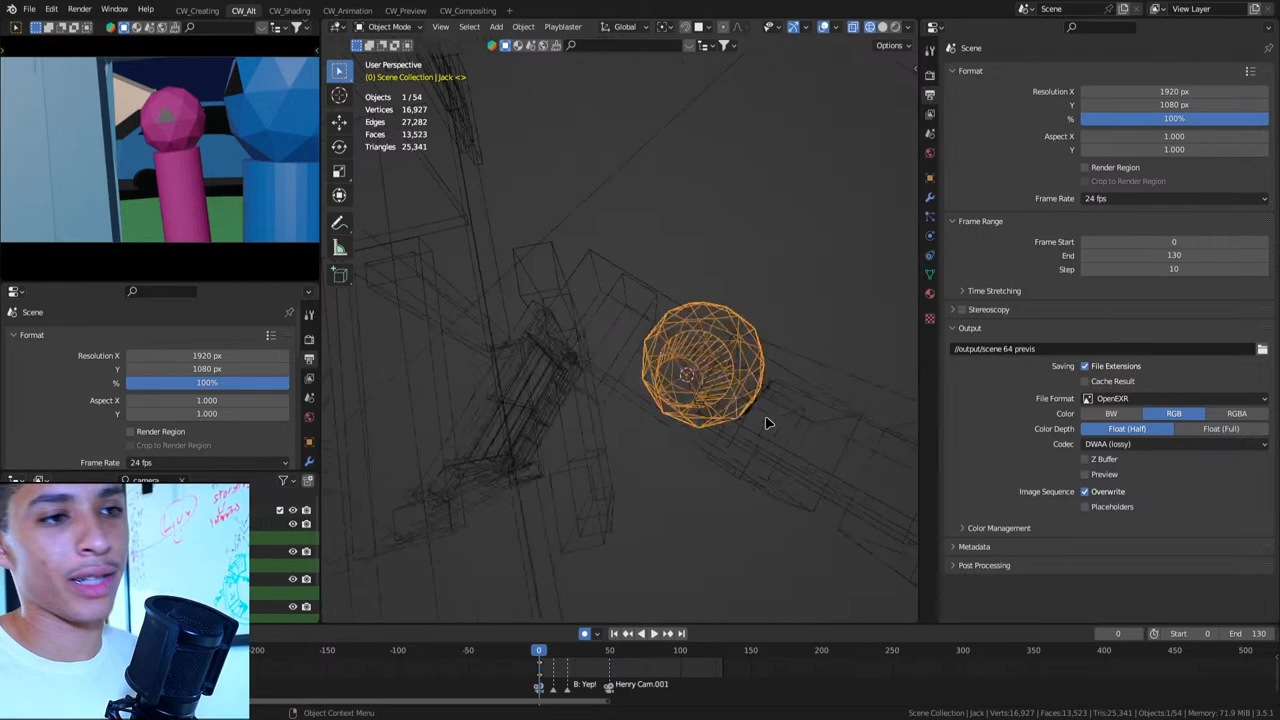 File Edit Render Window Help CW_Creating CW_Alt CW_Shading CW_Animation CW_Preview CW_Compositing Scene View Layer
Object Mode View Select Add Object Playblaster Global
Options
User Perspective
(0) Scene Collection | Jack <>
Objects 1 / 54
Vertices 16,927
Edges 27,282
Faces 13,523
Triangles 25,341
Scene
Format
Resolution X 1920 px
Y 1080 px
% 100%
Aspect X 1.000
Y 1.000
Render Region
Crop to Render Region
Frame Rate 24 fps
camera
Scene
Format
Resolution X 1920 px
Y 1080 px
% 100%
Aspect X 1.000
Y 1.000
Render Region
Crop to Render Region
Frame Rate 24 fps
Frame Range
Frame Start 0
End 130
Step 10
Time Stretching
Stereoscopy
Output
//output/scene 64 previs
Saving File Extensions
Cache Result
File Format OpenEXR
Color BW RGB RGBA
Color Depth Float (Half) Float (Full)
Codec DWAA (lossy)
Z Buffer
Preview
Image Sequence Overwrite
Placeholders
Color Management
Metadata
Post Processing
0 Start 0 End 130
-200 -150 -100 -50 0 50 100 150 200 250 300 350 400 450 500
B: Yep! Henry Cam.001
Object Context Menu
Scene Collection | Jack | Verts:16,927 | Faces:13,523 | Tris:25,341 | Objects:1/54 | Memory: 71.9 MiB | 3.5.1